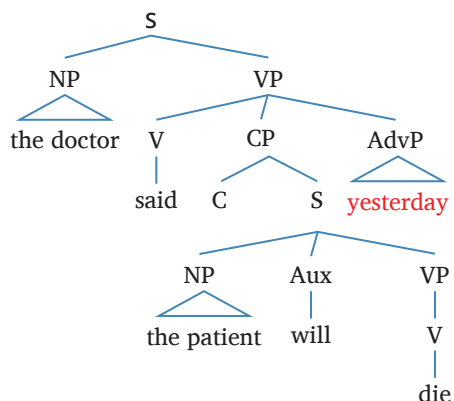 S
NP VP
the doctor V CP AdvP
said C S yesterday
NP Aux VP
the patient will V
die